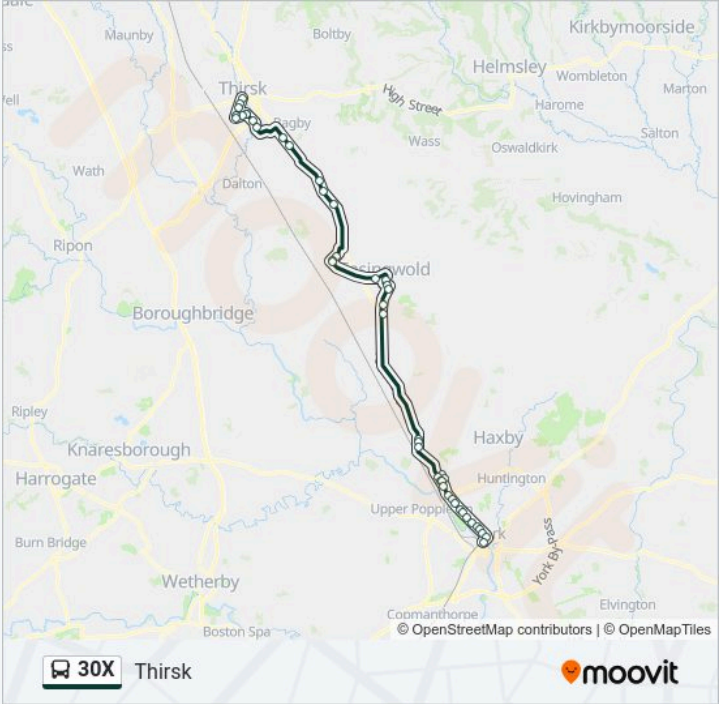 Maunby
Boltby
Kirkbymoorside
Helmsley
Wombleton
Thirsk
High Street
Marton
Harome
Bagby
Salton
Wass
Oswaldkirk
Wath
Dalton
Hovingham
Ripon
Boroughbridge
Ripley
Haxby
Knaresborough
Harrogate
Huntington
Burn Bridge
York By-Pass
Wetherby
Elvington
Copmanthorpe
Boston Spa
© OpenStreetMap contributors | © OpenMapTiles
30X Thirsk
moovit